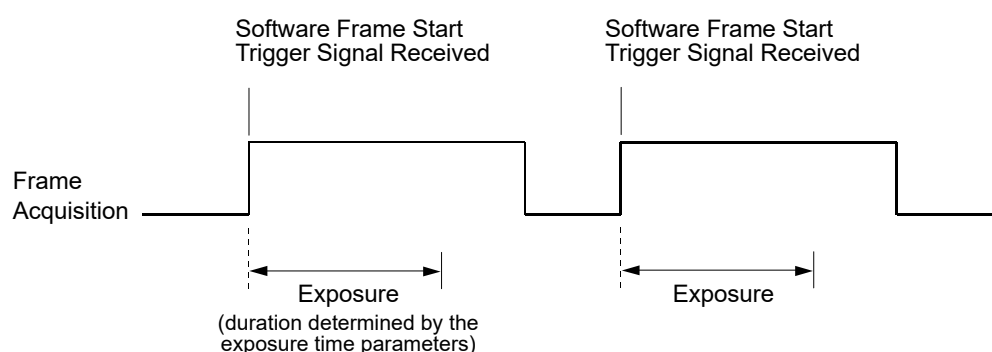 Software Frame Start
Trigger Signal Received
Software Frame Start
Trigger Signal Received
Frame
Acquisition
Exposure
(duration determined by the
exposure time parameters)
Exposure